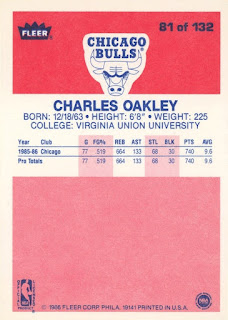 FLEER
81 of 132
CHICAGO
BULLS
CHARLES OAKLEY
BORN: 12/18/63 • HEIGHT: 6'8" • WEIGHT: 225
COLLEGE: VIRGINIA UNION UNIVERSITY
Year Club G FG% REB AST STL BLK PTS AVG
1985-86 Chicago 77 519 664 133 68 30 740 9.6
Pro Totals 77 519 664 133 68 30 740 9.6
NBA
© 1986 FLEER CORP. PHILA. 19141 PRINTED IN U.S.A.